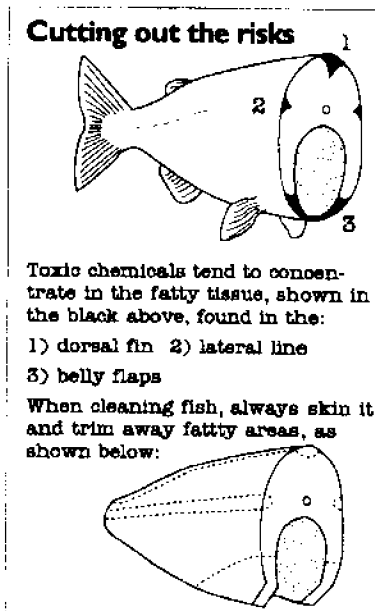 Cutting out the risks
1
2
3
Toxic chemicals tend to concen-
trate in the fatty tissue, shown in
the black above, found in the:
1) dorsal fin 2) lateral line
3) belly flaps
When cleaning fish, always skin it
and trim away fattty areas, as
shown below: